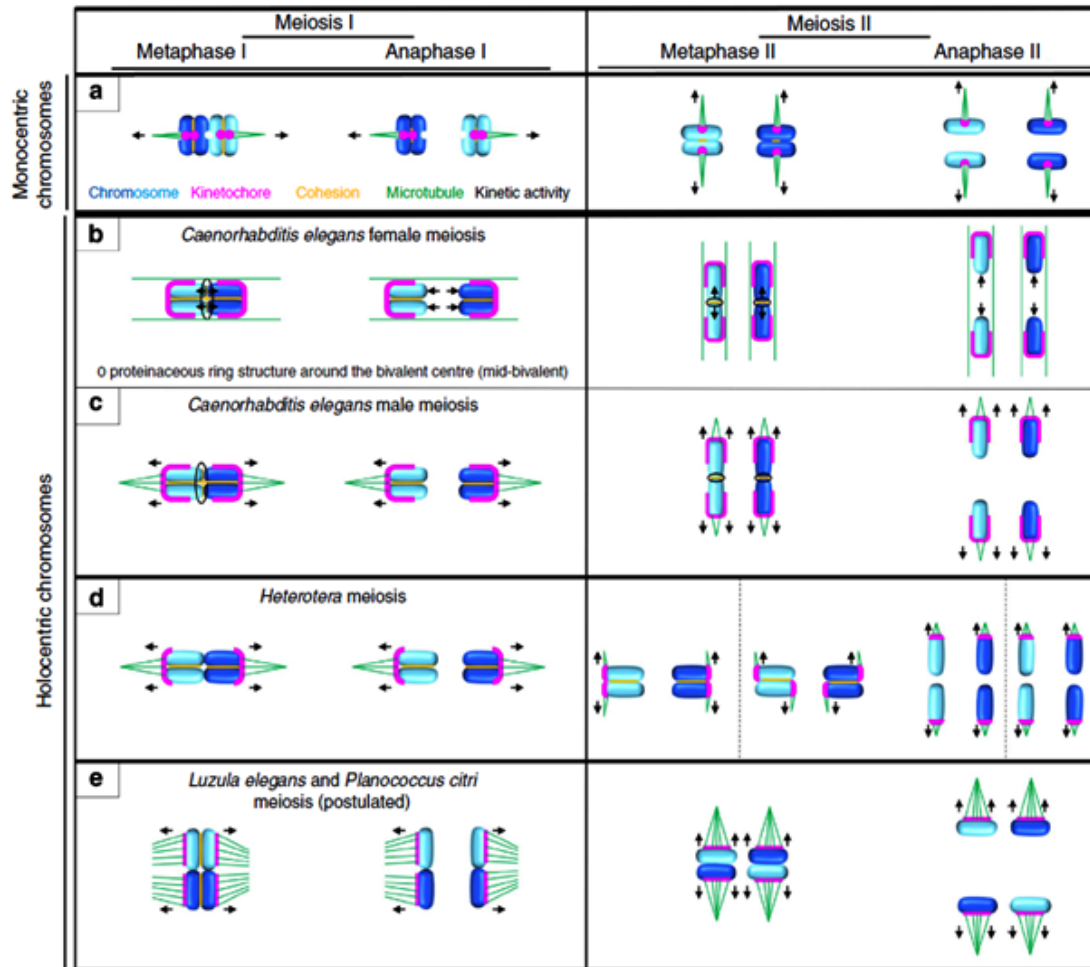 Meiosis I
Meiosis II
Metaphase I
Anaphase I
Metaphase II
Anaphase II
Monocentric
chromosomes
a
Chromosome Kinetochore Cohesion Microtubule Kinetic activity
Holocentric chromosomes
b
Caenorhabditis elegans female meiosis
o proteinaceous ring structure around the bivalent centre (mid-bivalent)
c
Caenorhabditis elegans male meiosis
d
Heterotera meiosis
e
Luzula elegans and Planococcus citri
meiosis (postulated)